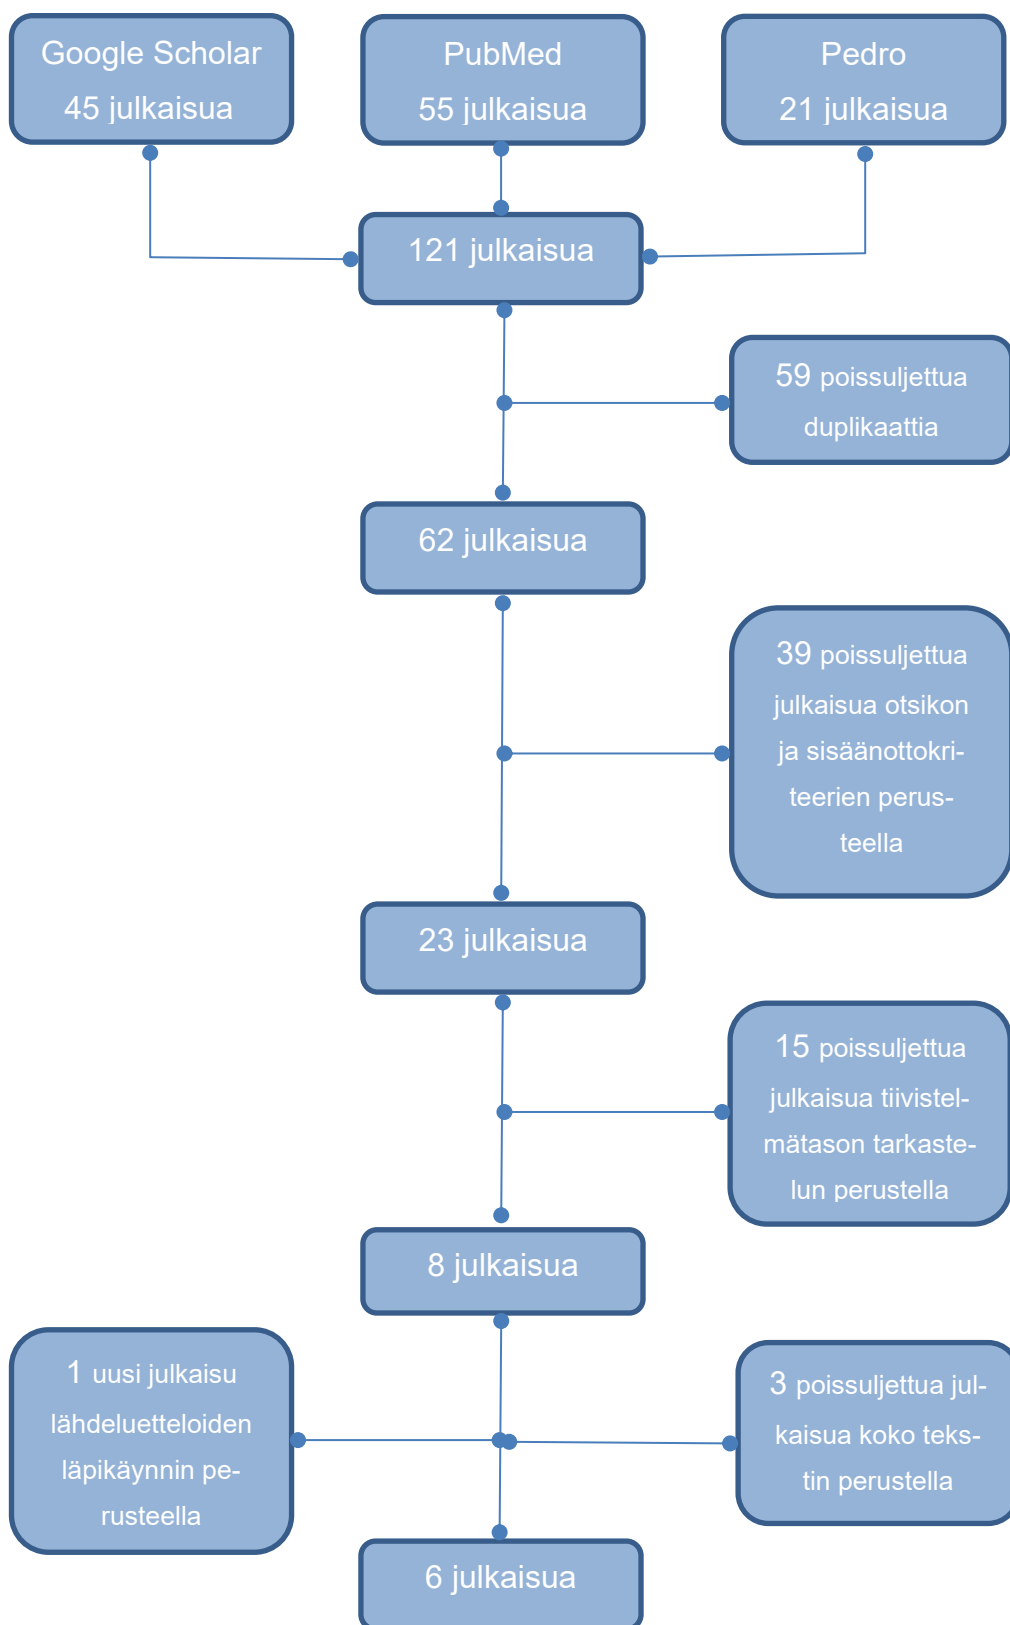 Google Scholar
45 julkaisua
PubMed
55 julkaisua
Pedro
21 julkaisua
121 julkaisua
59 poissuljettua
duplikaattia
62 julkaisua
39 poissuljettua
julkaisua otsikon
ja sisäänottokri-
teerien perus-
teella
23 julkaisua
15 poissuljettua
julkaisua tiivistel-
mätason tarkaste-
lun perustella
8 julkaisua
1 uusi julkaisu
lähdeluetteloiden
läpikäynnin pe-
rusteella
3 poissuljettua jul-
kaisua koko teks-
tin perustella
6 julkaisua